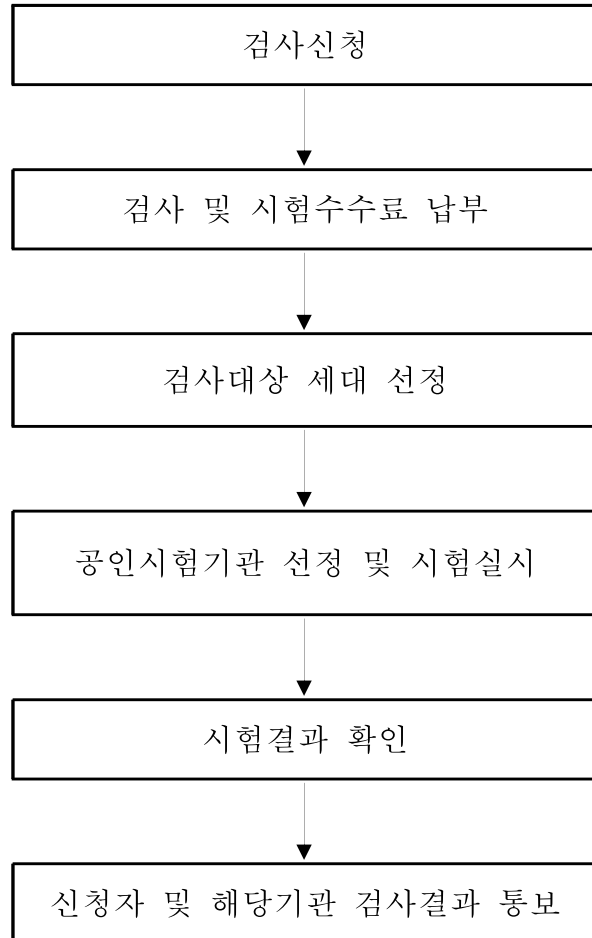 검사신청
검사 및 시험수수료 납부
검사대상 세대 선정
공인시험기관 선정 및 시험실시
시험결과 확인
신청자 및 해당기관 검사결과 통보